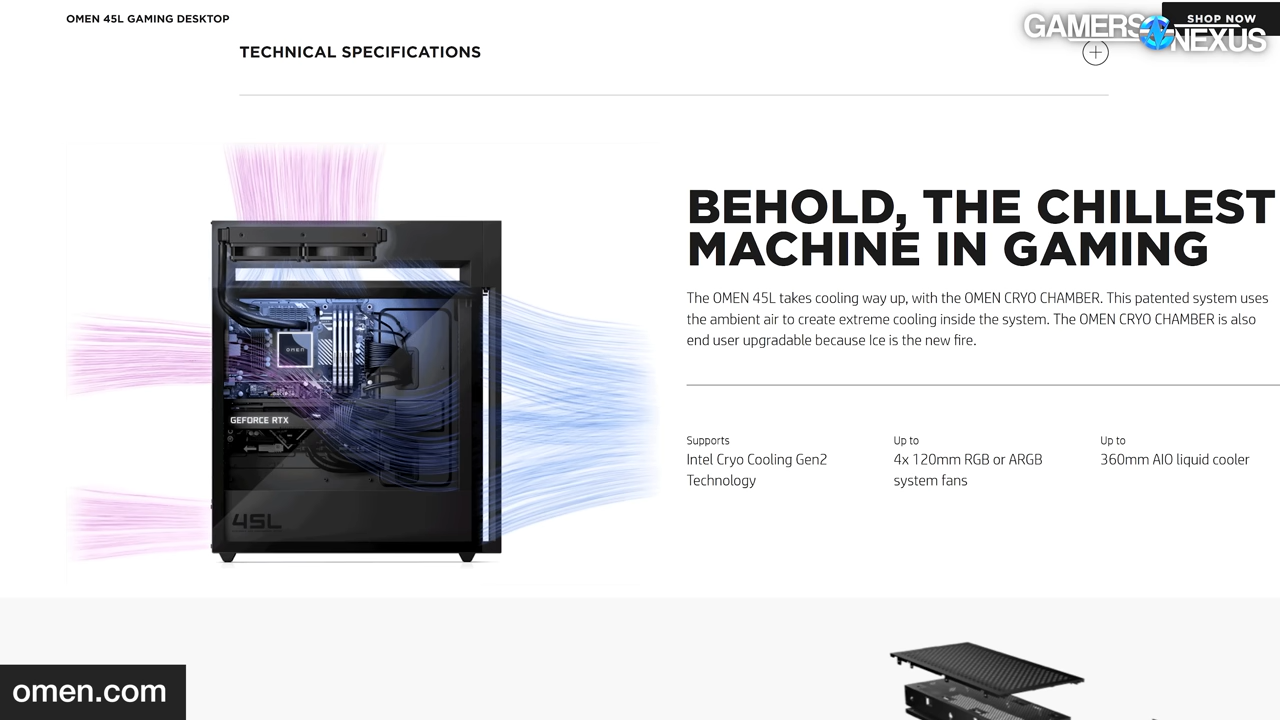 OMEN 45L GAMING DESKTOP
SHOP NOW
GAMERS NEXUS
TECHNICAL SPECIFICATIONS
BEHOLD, THE CHILLEST
MACHINE IN GAMING
The OMEN 45L takes cooling way up, with the OMEN CRYO CHAMBER. This patented system uses
the ambient air to create extreme cooling inside the system. The OMEN CRYO CHAMBER is also
end user upgradable because Ice is the new fire.
OMEN
GEFORCE RTX
45L
Supports
Intel Cryo Cooling Gen2
Technology
Up to
4x 120mm RGB or ARGB
system fans
Up to
360mm AIO liquid cooler
omen.com